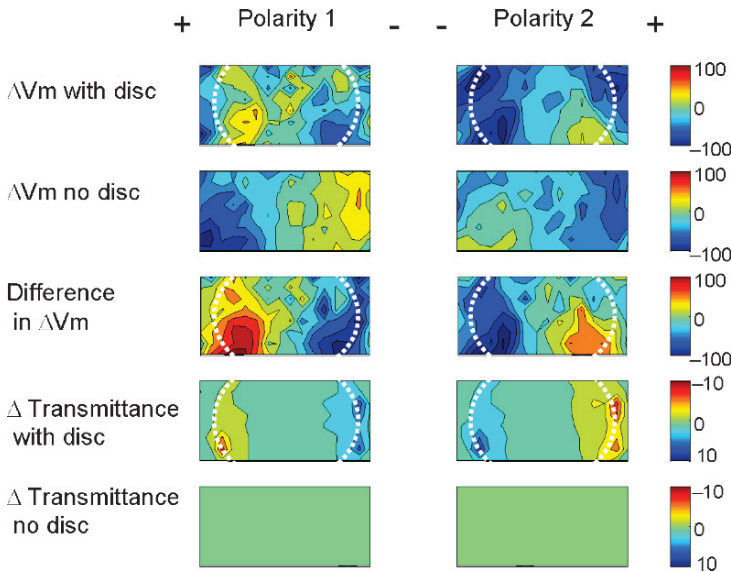 + Polarity 1 - - Polarity 2 +
ΔVm with disc
100
0
–100
ΔVm no disc
100
0
–100
Difference
in ΔVm
100
0
–100
Δ Transmittance
with disc
–10
0
10
Δ Transmittance
no disc
–10
0
10